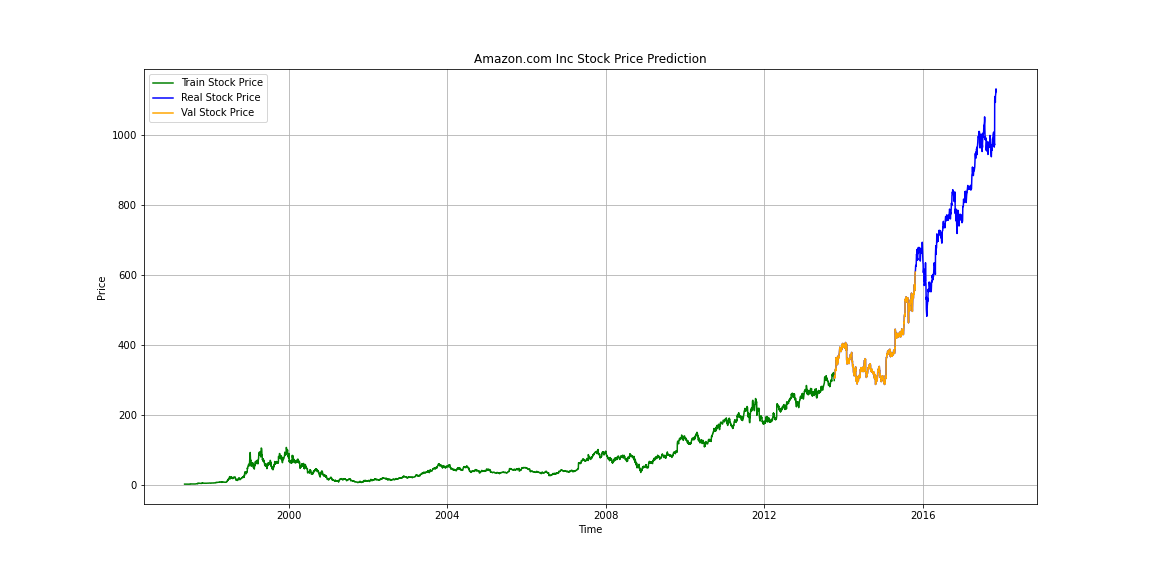 Amazon.com Inc Stock Price Prediction
Train Stock Price
Real Stock Price
Val Stock Price
Price
1000
800
600
400
200
0
2000 2004 2008 2012 2016
Time